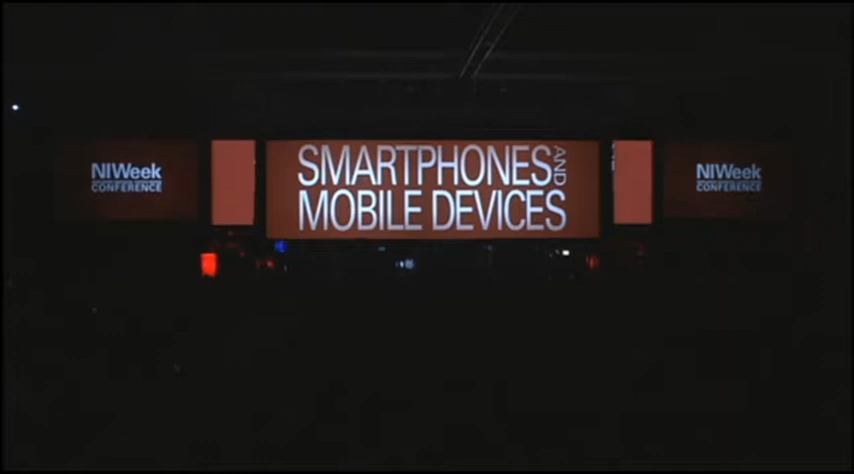 NIWeek
CONFERENCE
SMARTPHONES AND
MOBILE DEVICES
NIWeek
CONFERENCE